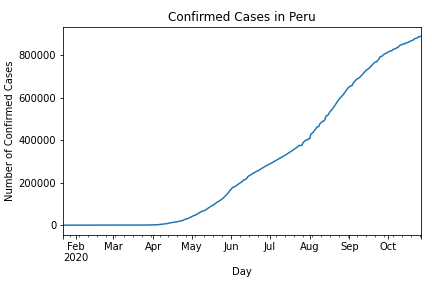 Confirmed Cases in Peru
Number of Confirmed Cases
800000
600000
400000
200000
0
Feb Mar Apr May Jun Jul Aug Sep Oct
2020
Day